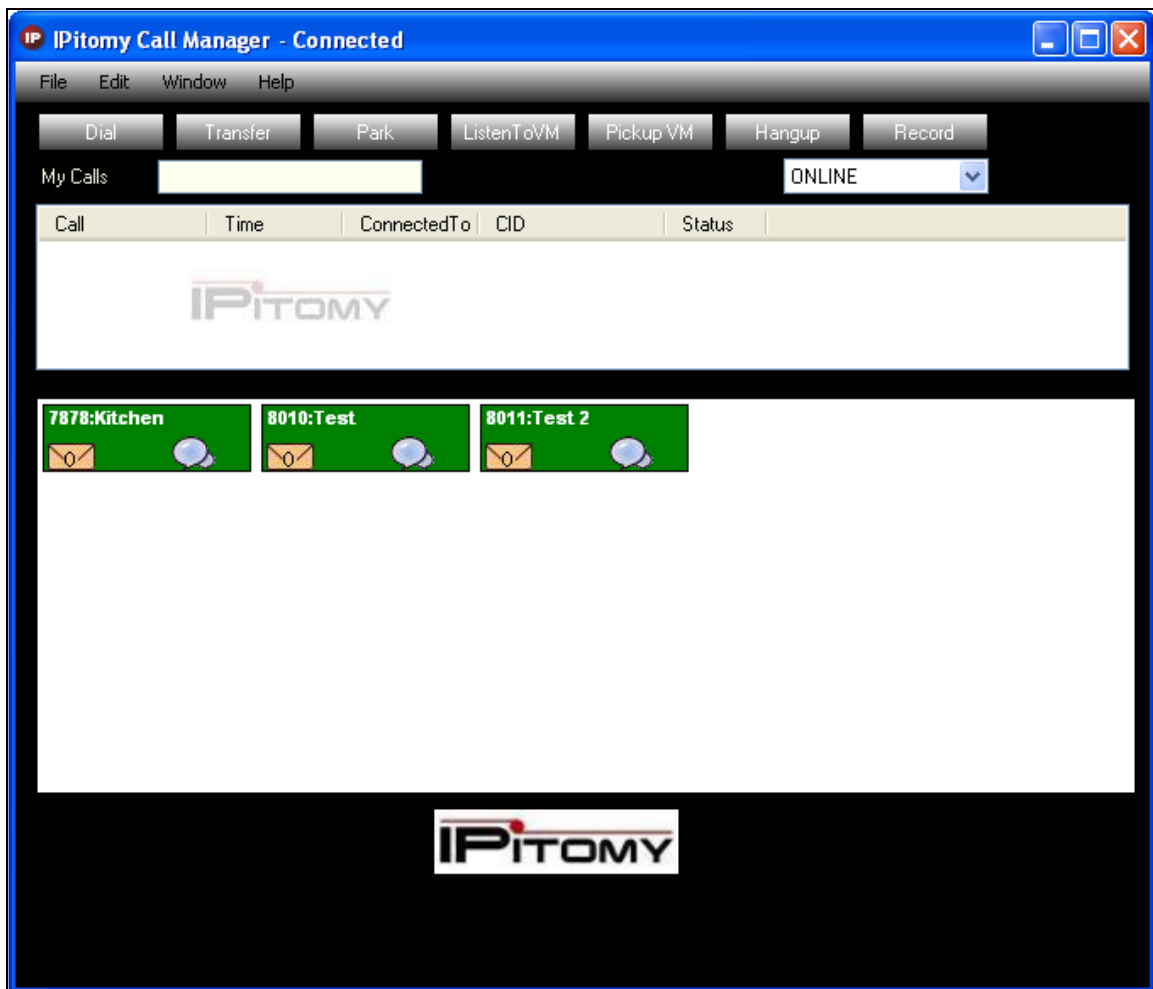 IP IPitomy Call Manager - Connected
File Edit Window Help
Dial Transfer Park ListenToVM Pickup VM Hangup Record
My Calls ONLINE
Call Time ConnectedTo CID Status
IPITOMY
7878:Kitchen 8010:Test 8011:Test 2
0 0 0
IPITOMY